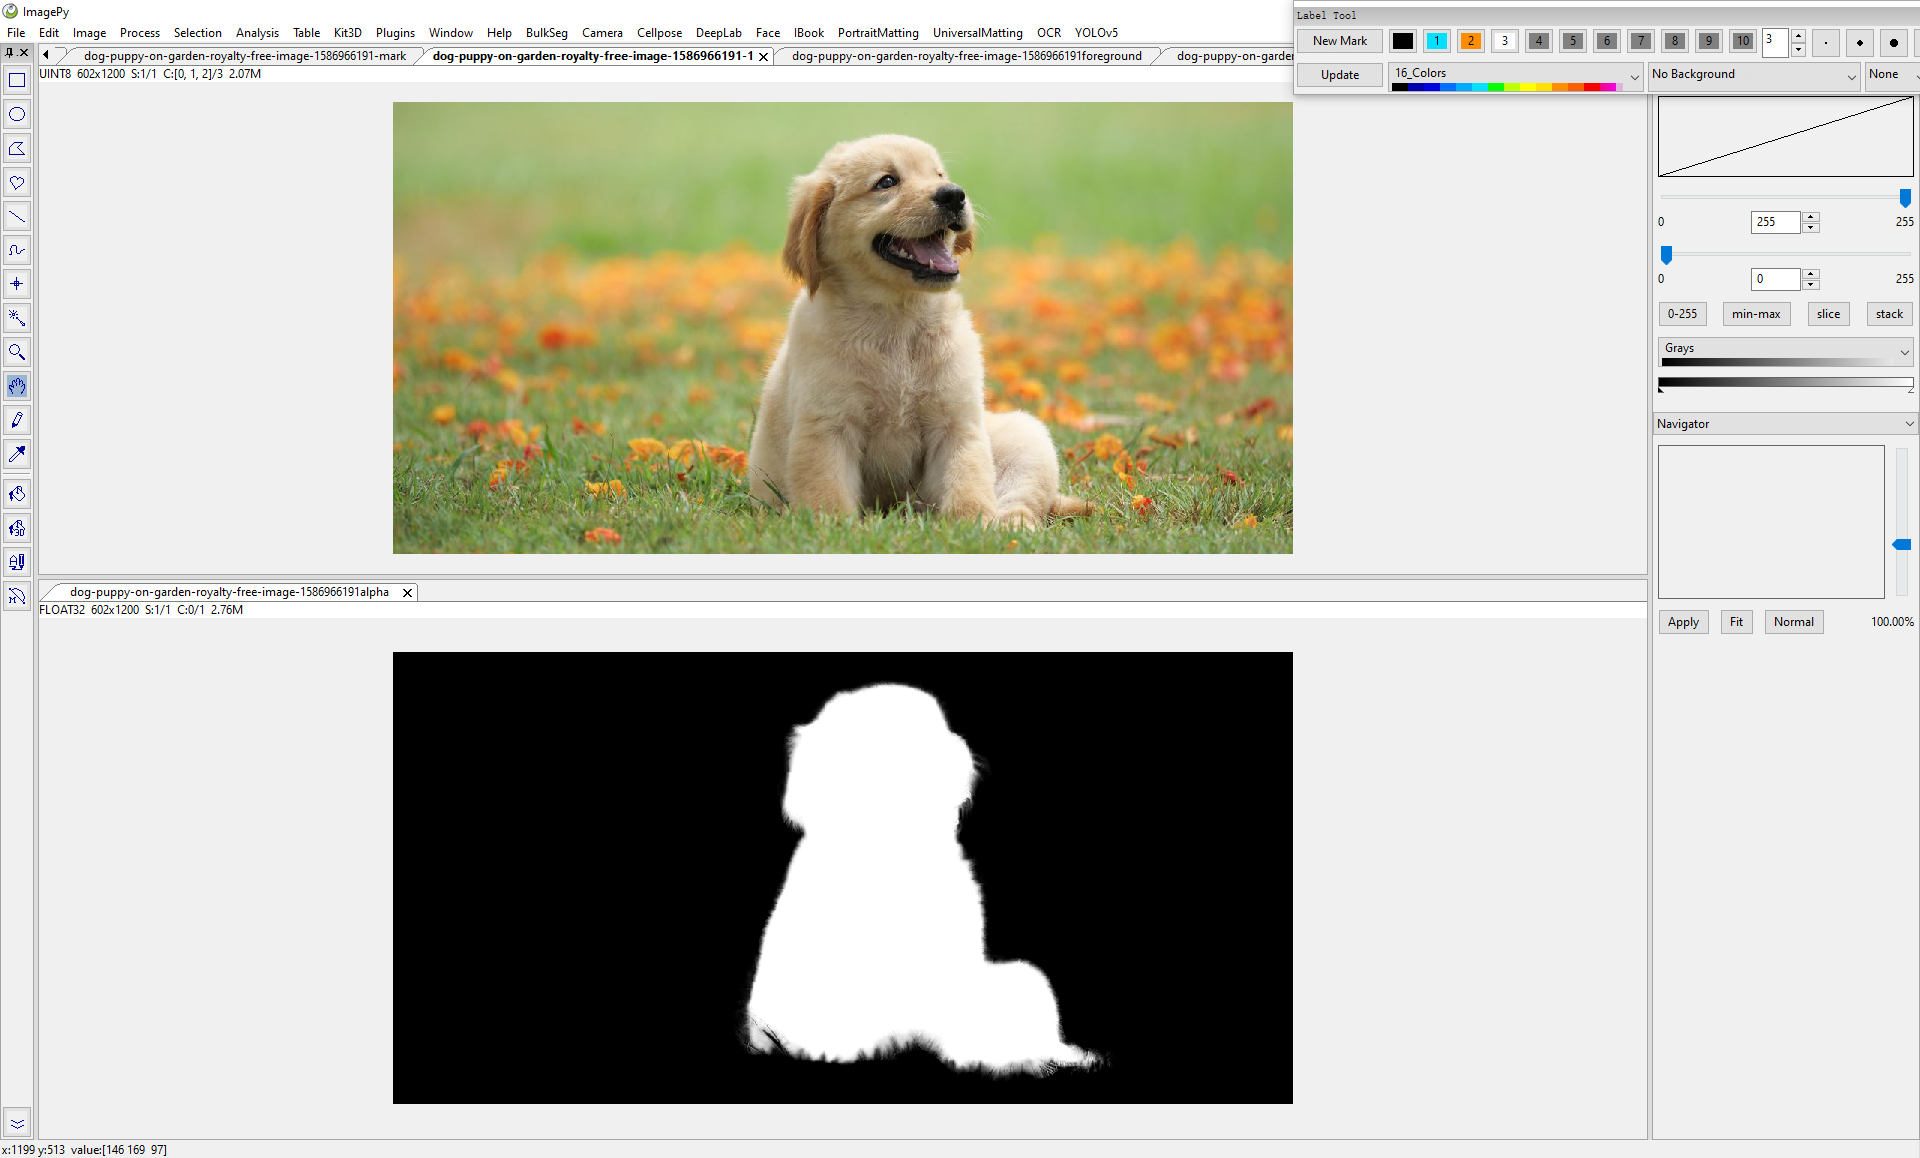 ImagePy
File Edit Image Process Selection Analysis Table Kit3D Plugins Window Help BulkSeg Camera Cellpose DeepLab Face IBook PortraitMatting UniversalMatting OCR YOLOv5
Label Tool
New Mark 1 2 3 4 5 6 7 8 9 10 3
Update 16_Colors No Background None
dog-puppy-on-garden-royalty-free-image-1586966191-mark dog-puppy-on-garden-royalty-free-image-1586966191-1 dog-puppy-on-garden-royalty-free-image-1586966191foreground dog-puppy-on-garden-royalty-free-image
UINT8 602x1200 S:1/1 C:[0, 1, 2]/3 2.07M
0 255 255
0 0 255
0-255 min-max slice stack
Grays
Navigator
Apply Fit Normal 100.00%
dog-puppy-on-garden-royalty-free-image-1586966191alpha
FLOAT32 602x1200 S:1/1 C:0/1 2.76M
x:1199 y:513 value:[146 169 97]